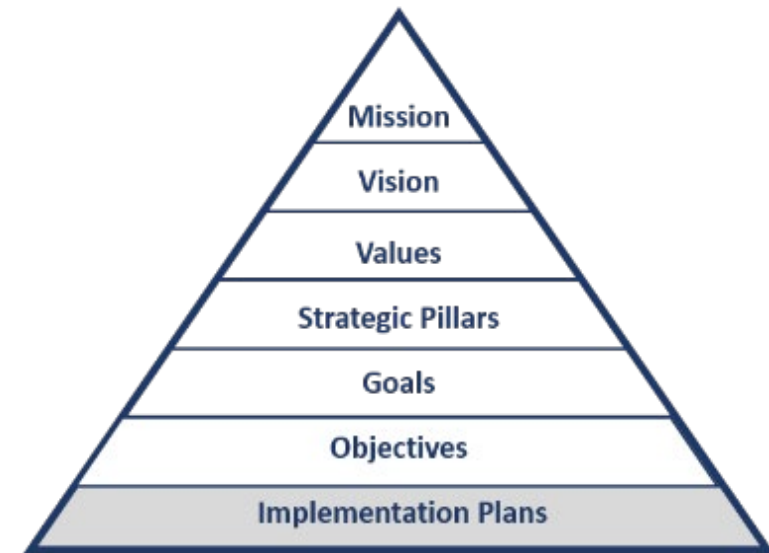 Mission
Vision
Values
Strategic Pillars
Goals
Objectives
Implementation Plans